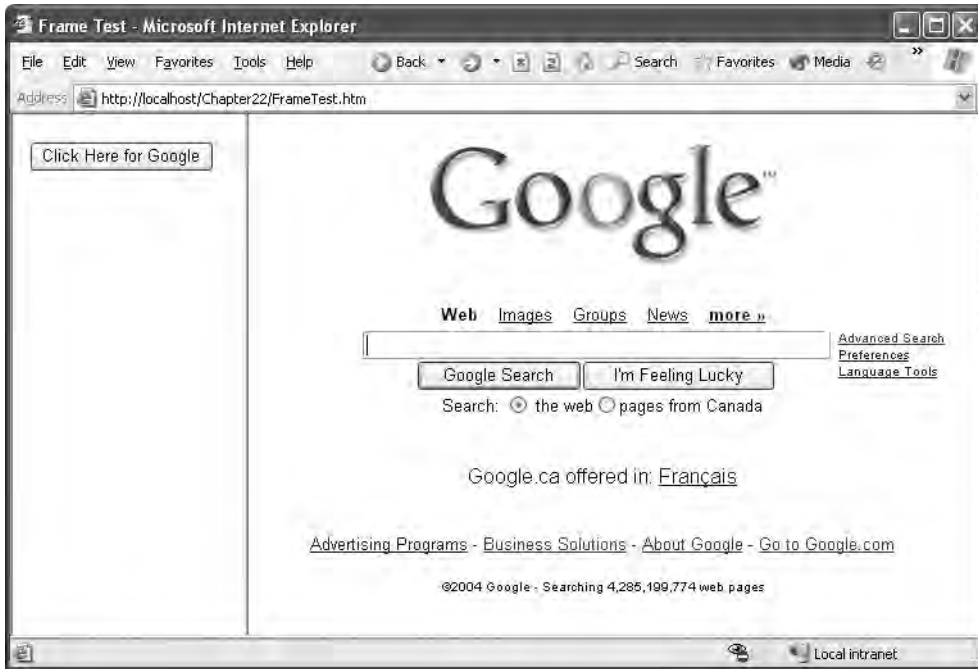 Frame Test - Microsoft Internet Explorer
File Edit View Favorites Tools Help Back Search Favorites Media »
Address http://localhost/Chapter22/FrameTest.htm
Click Here for Google
Google™
Web Images Groups News more »
Advanced Search
Preferences
Language Tools
Google Search I'm Feeling Lucky
Search: the web pages from Canada
Google.ca offered in: Français
Advertising Programs - Business Solutions - About Google - Go to Google.com
©2004 Google - Searching 4,285,199,774 web pages
Local intranet